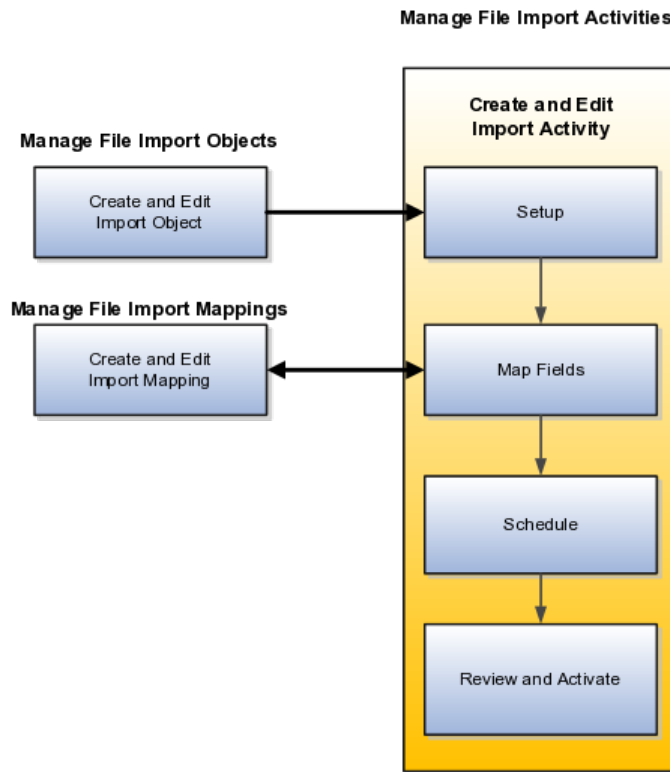 Manage File Import Activities
Create and Edit
Import Activity
Manage File Import Objects
Create and Edit
Import Object
Setup
Manage File Import Mappings
Create and Edit
Import Mapping
Map Fields
Schedule
Review and Activate